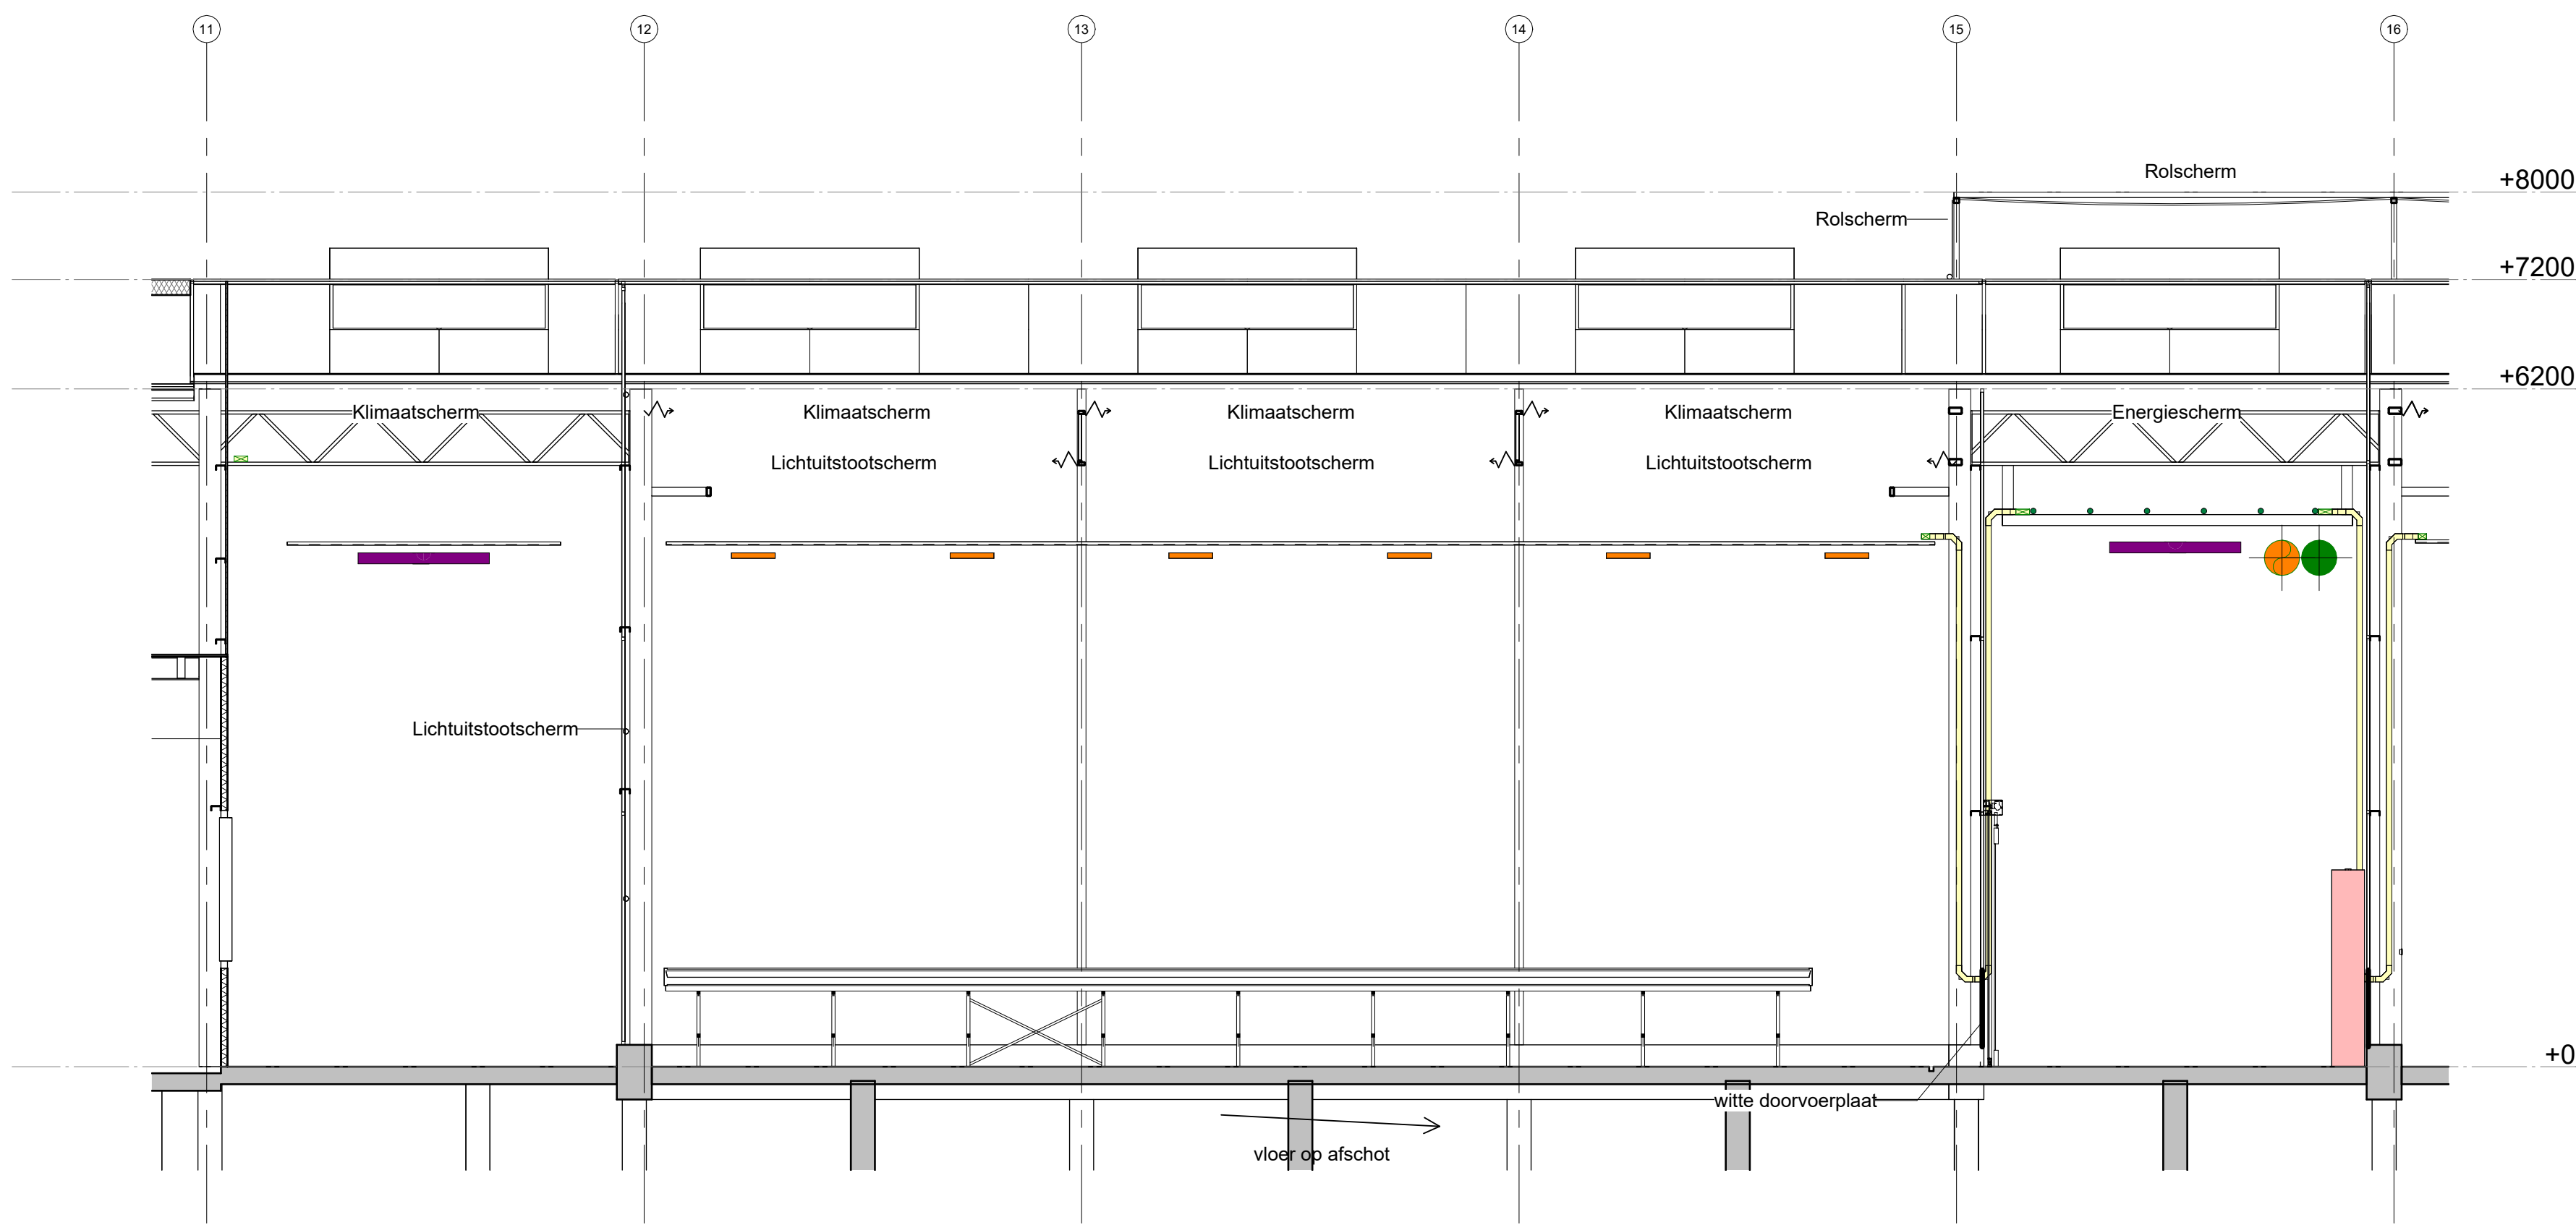 11 12 13 14 15 16
Rolscherm
+8000
Rolscherm
+7200
+6200
Klimaatscherm Klimaatscherm Klimaatscherm Klimaatscherm Energiescherm
Lichtuitstootscherm Lichtuitstootscherm Lichtuitstootscherm
Lichtuitstootscherm
+0
witte doorvoerplaat
vloer op afschot